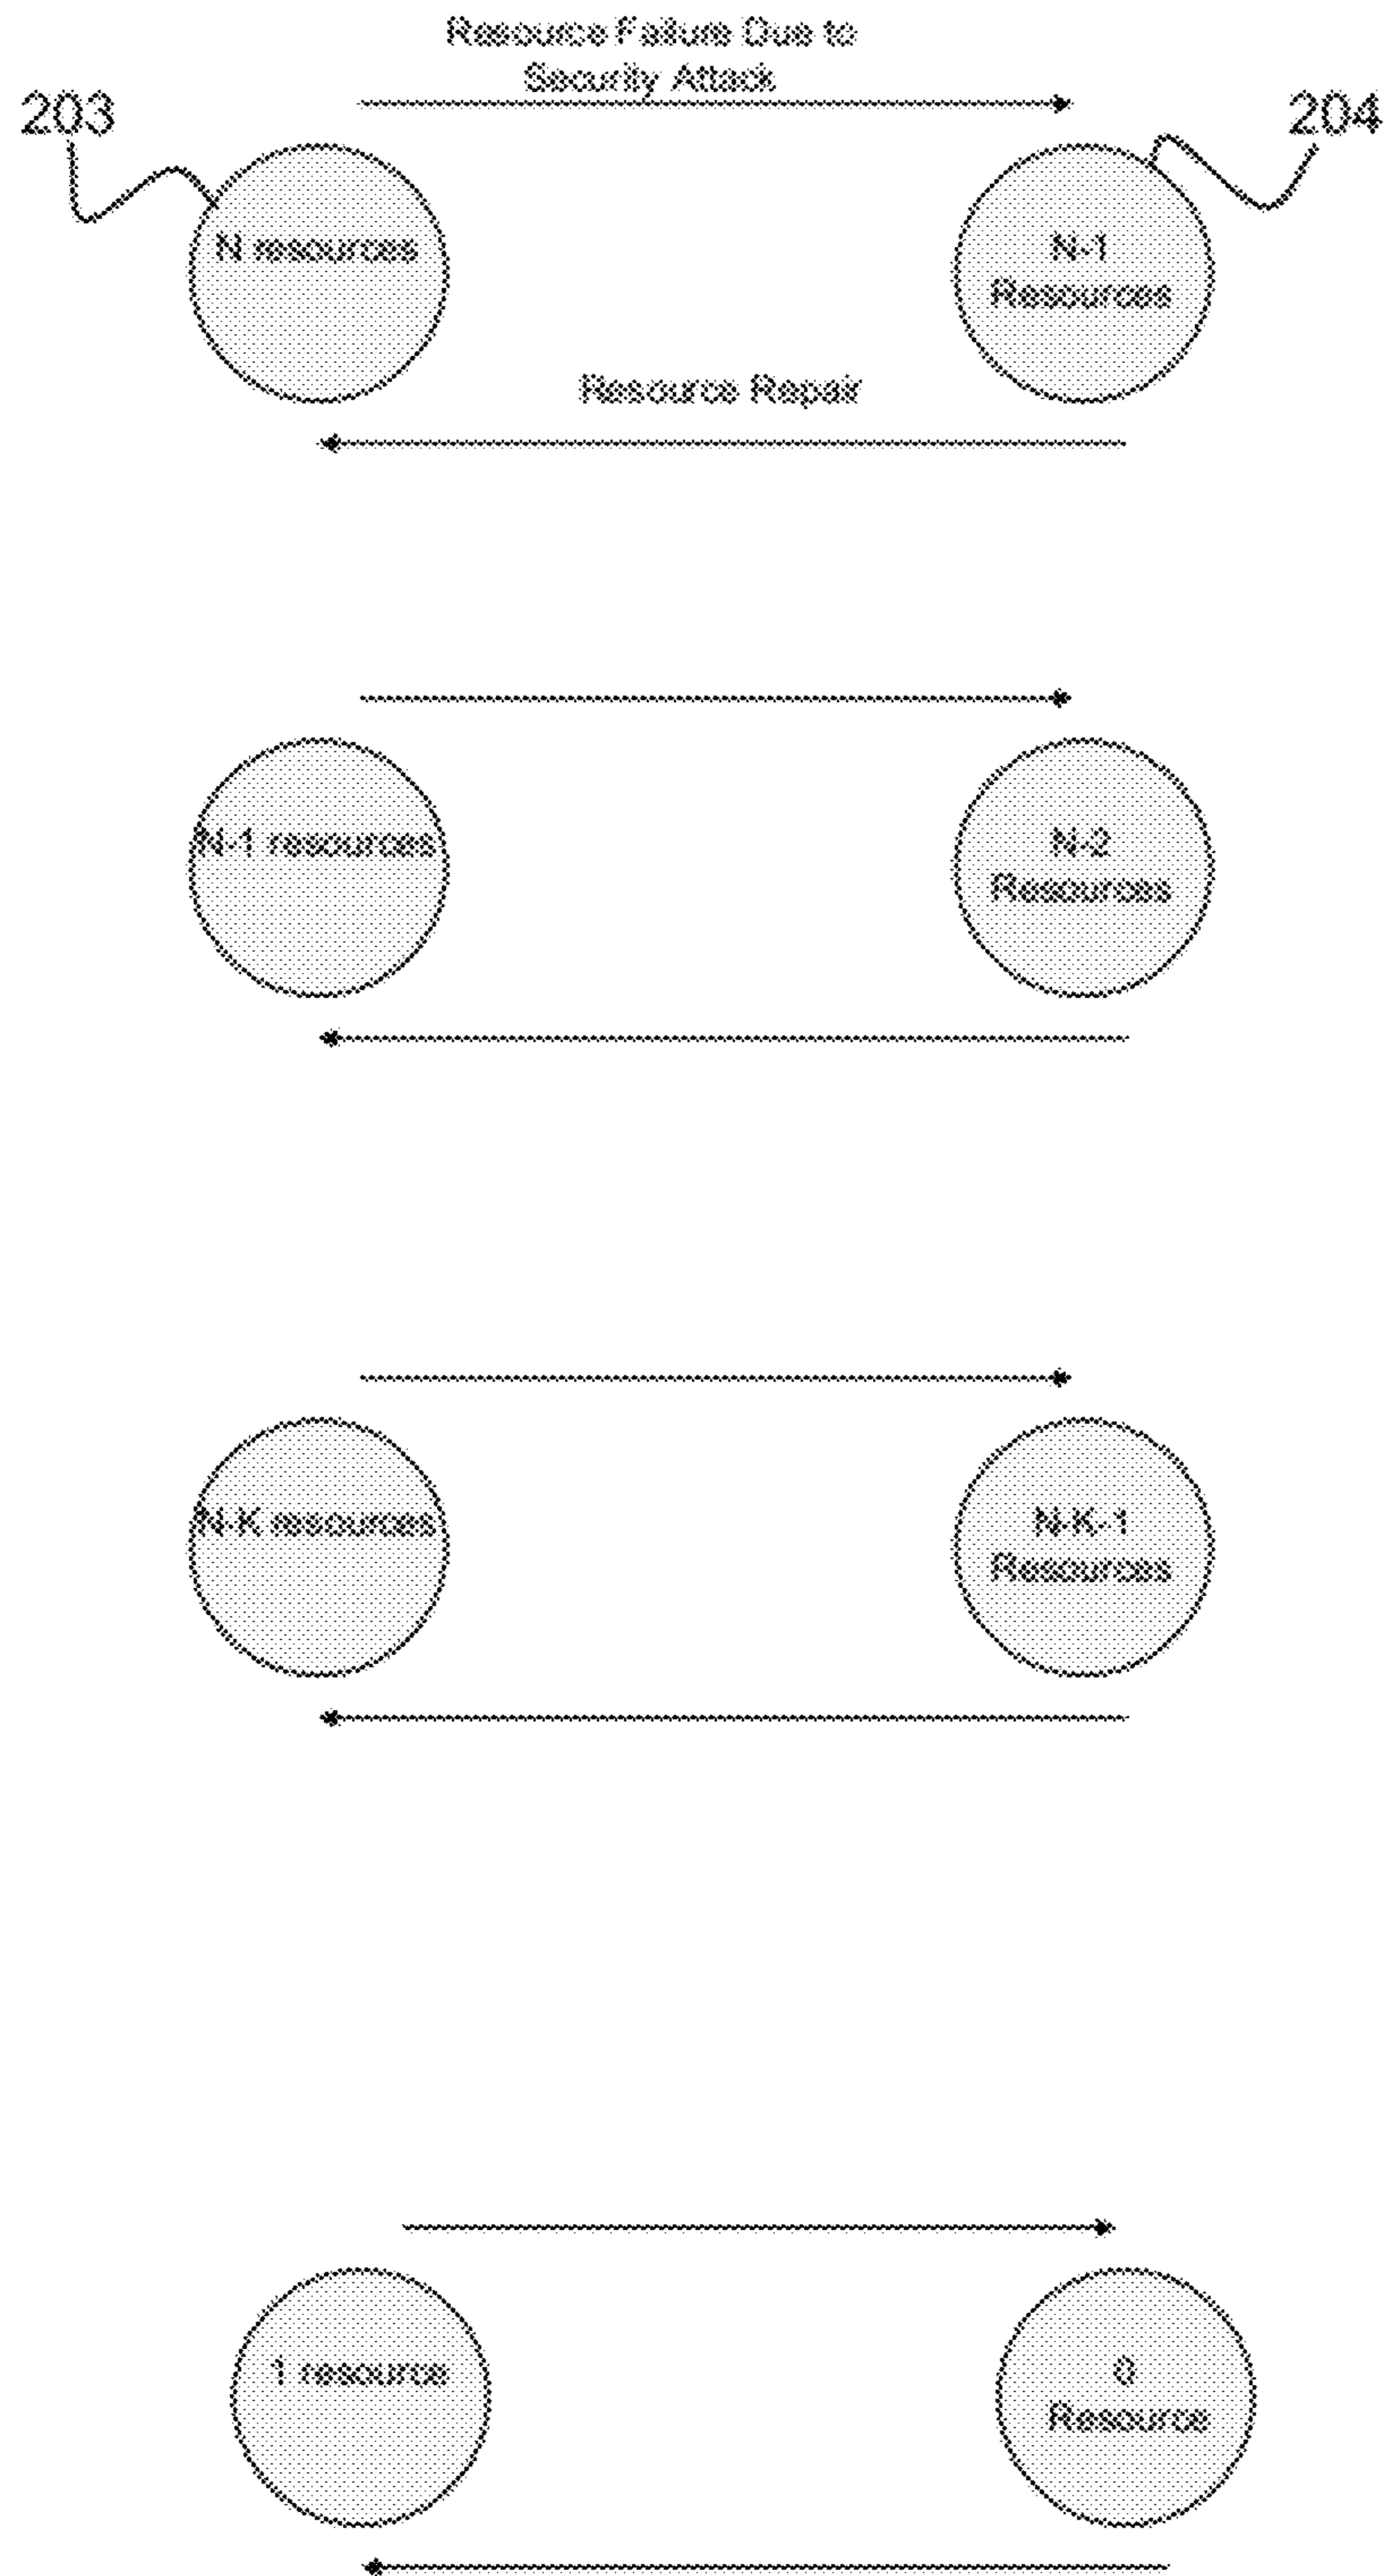 Resource Failure Due to
Security Attack
203
204
N resources
N-1
Resources
Resource Repair
N-1 resources
N-2
Resources
N-K resources
N-K-1
Resources
1 resource
0
Resource